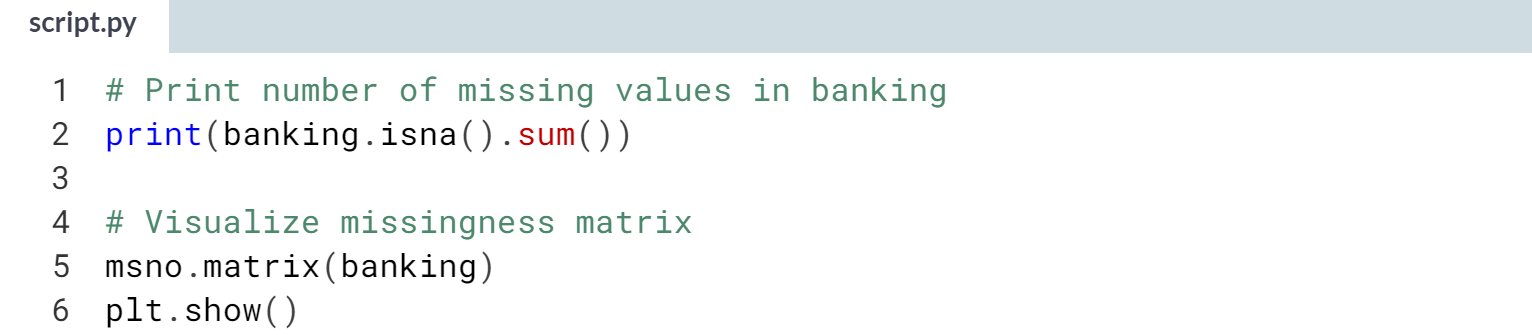 script.py
1 # Print number of missing values in banking
2 print(banking.isna().sum())
3
4 # Visualize missingness matrix
5 msno.matrix(banking)
6 plt.show()